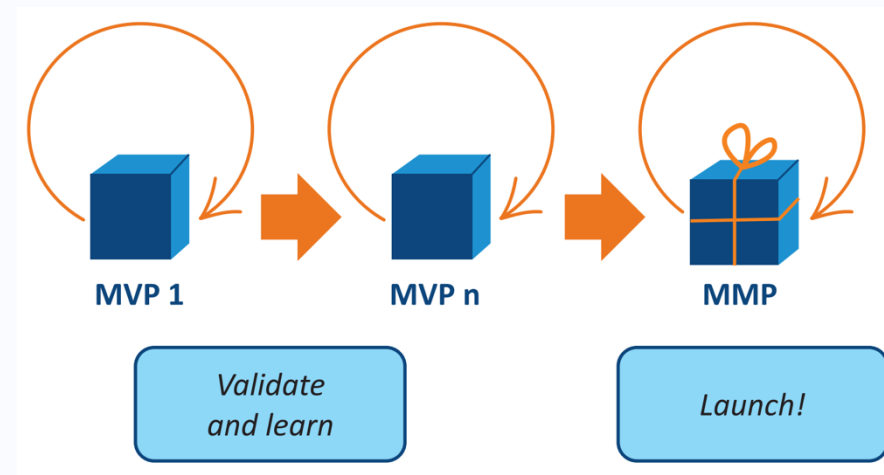 MVP 1
MVP n
MMP
Validate
and learn
Launch!